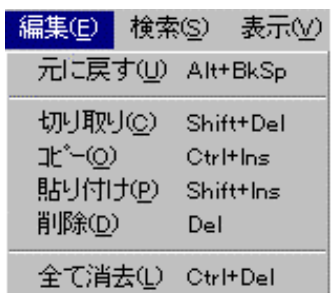 編集(E) 検索(S) 表示(V)
元に戻す(U) Alt+BkSp
切り取り(C) Shift+Del
ｺﾋﾟｰ(O) Ctrl+Ins
貼り付け(P) Shift+Ins
削除(D) Del
全て消去(L) Ctrl+Del